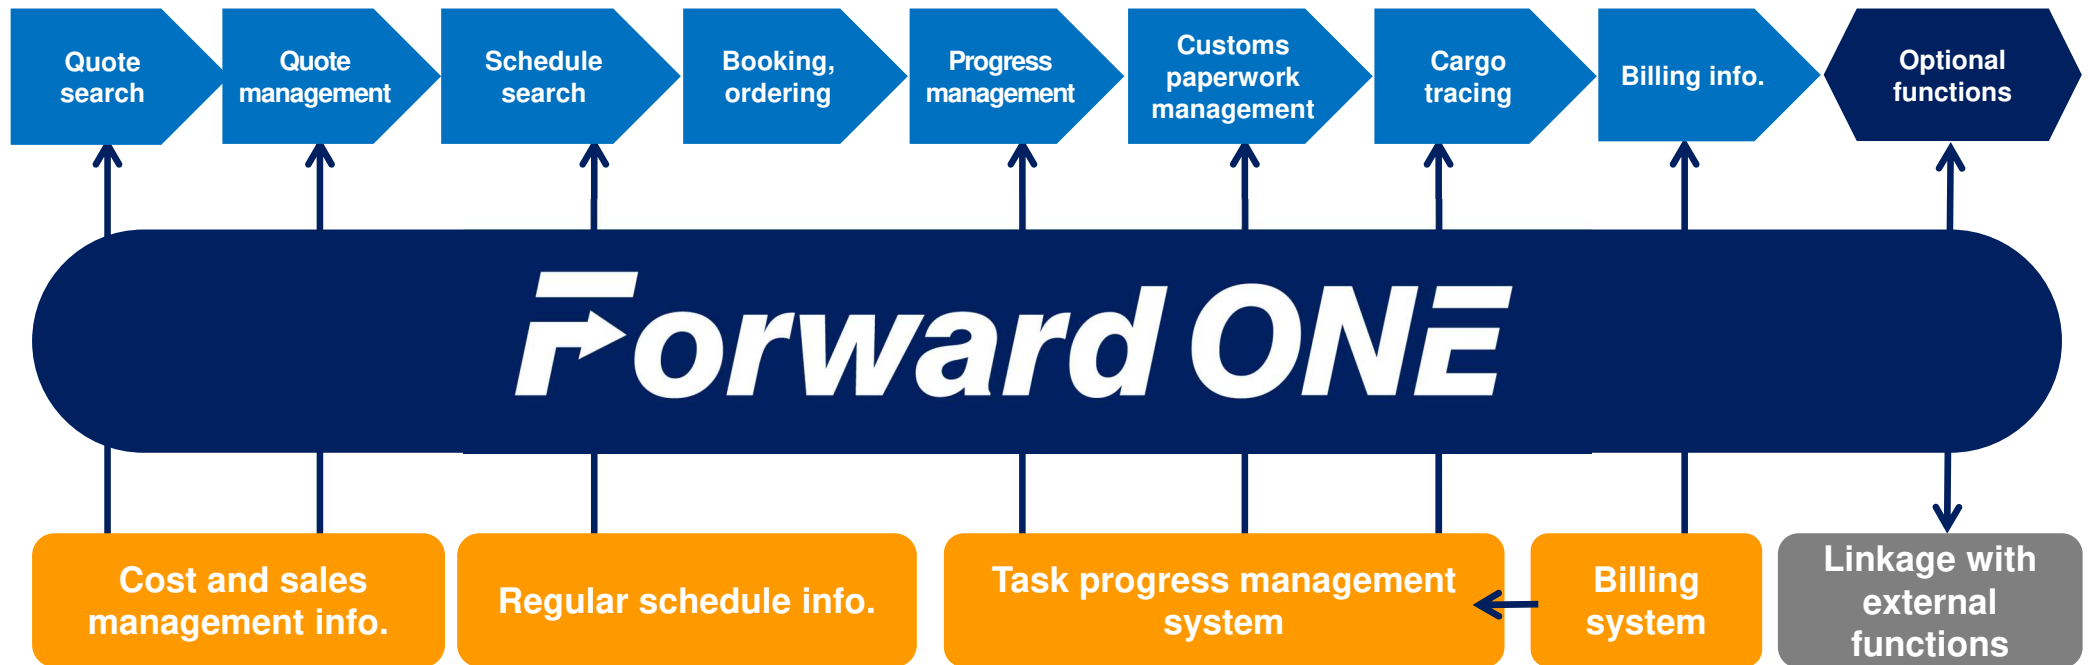 Quote
search
Quote
management
Schedule
search
Booking,
ordering
Progress
management
Customs
paperwork
management
Cargo
tracing
Billing info.
Optional
functions
Forward ONE
Cost and sales
management info.
Regular schedule info.
Task progress management
system
Billing
system
Linkage with
external
functions